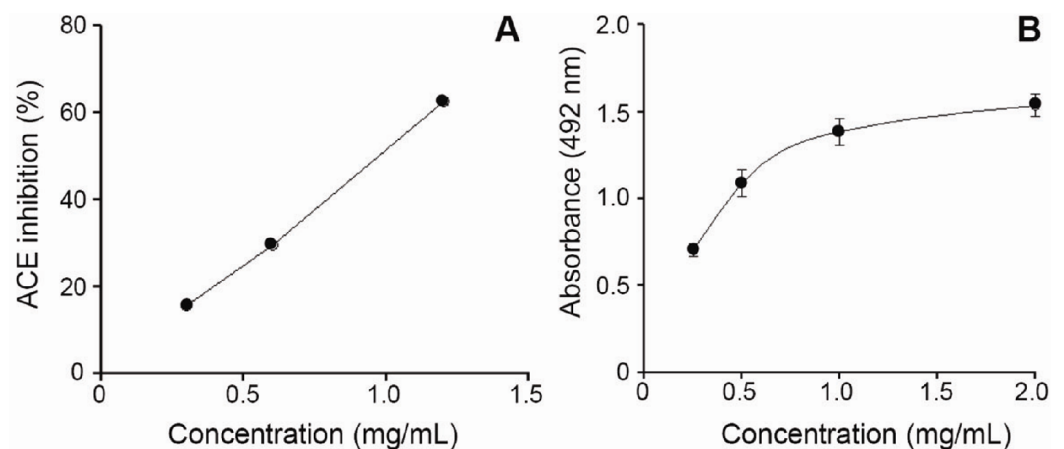 A
80
60
40
20
0
ACE inhibition (%)
0 0.5 1.0 1.5
Concentration (mg/mL)
B
2.0
1.5
1.0
0.5
0
Absorbance (492 nm)
0 0.5 1.0 1.5 2.0
Concentration (mg/mL)